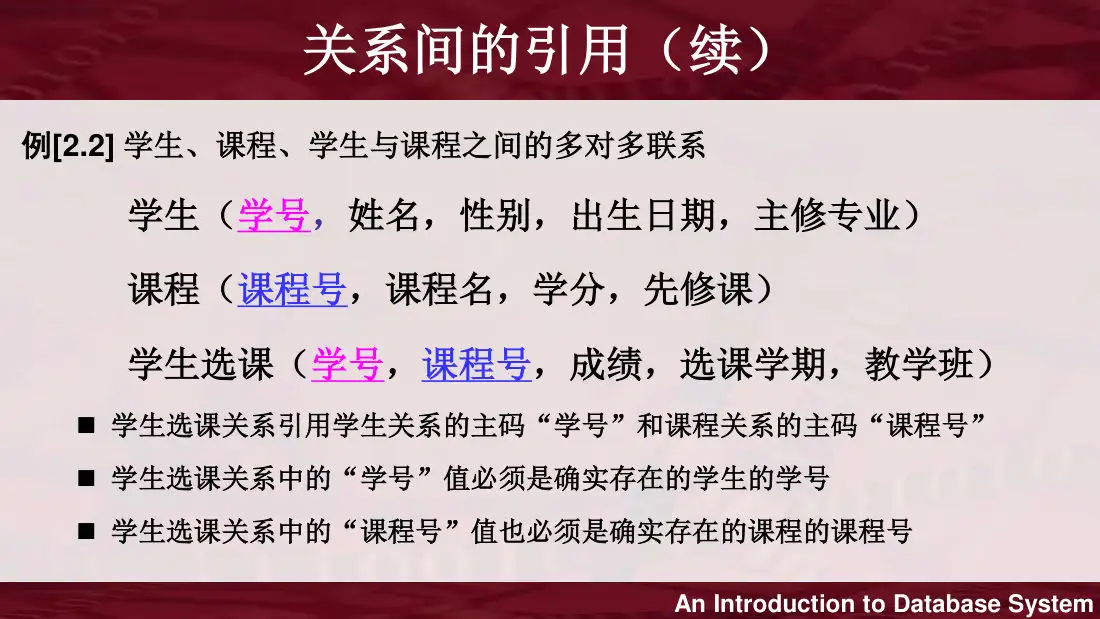 关系间的引用（续）
例[2.2] 学生、课程、学生与课程之间的多对多联系
学生（学号，姓名，性别，出生日期，主修专业）
课程（课程号，课程名，学分，先修课）
学生选课（学号，课程号，成绩，选课学期，教学班）
■ 学生选课关系引用学生关系的主码“学号”和课程关系的主码“课程号”
■ 学生选课关系中的“学号”值必须是确实存在的学生的学号
■ 学生选课关系中的“课程号”值也必须是确实存在的课程的课程号
An Introduction to Database System